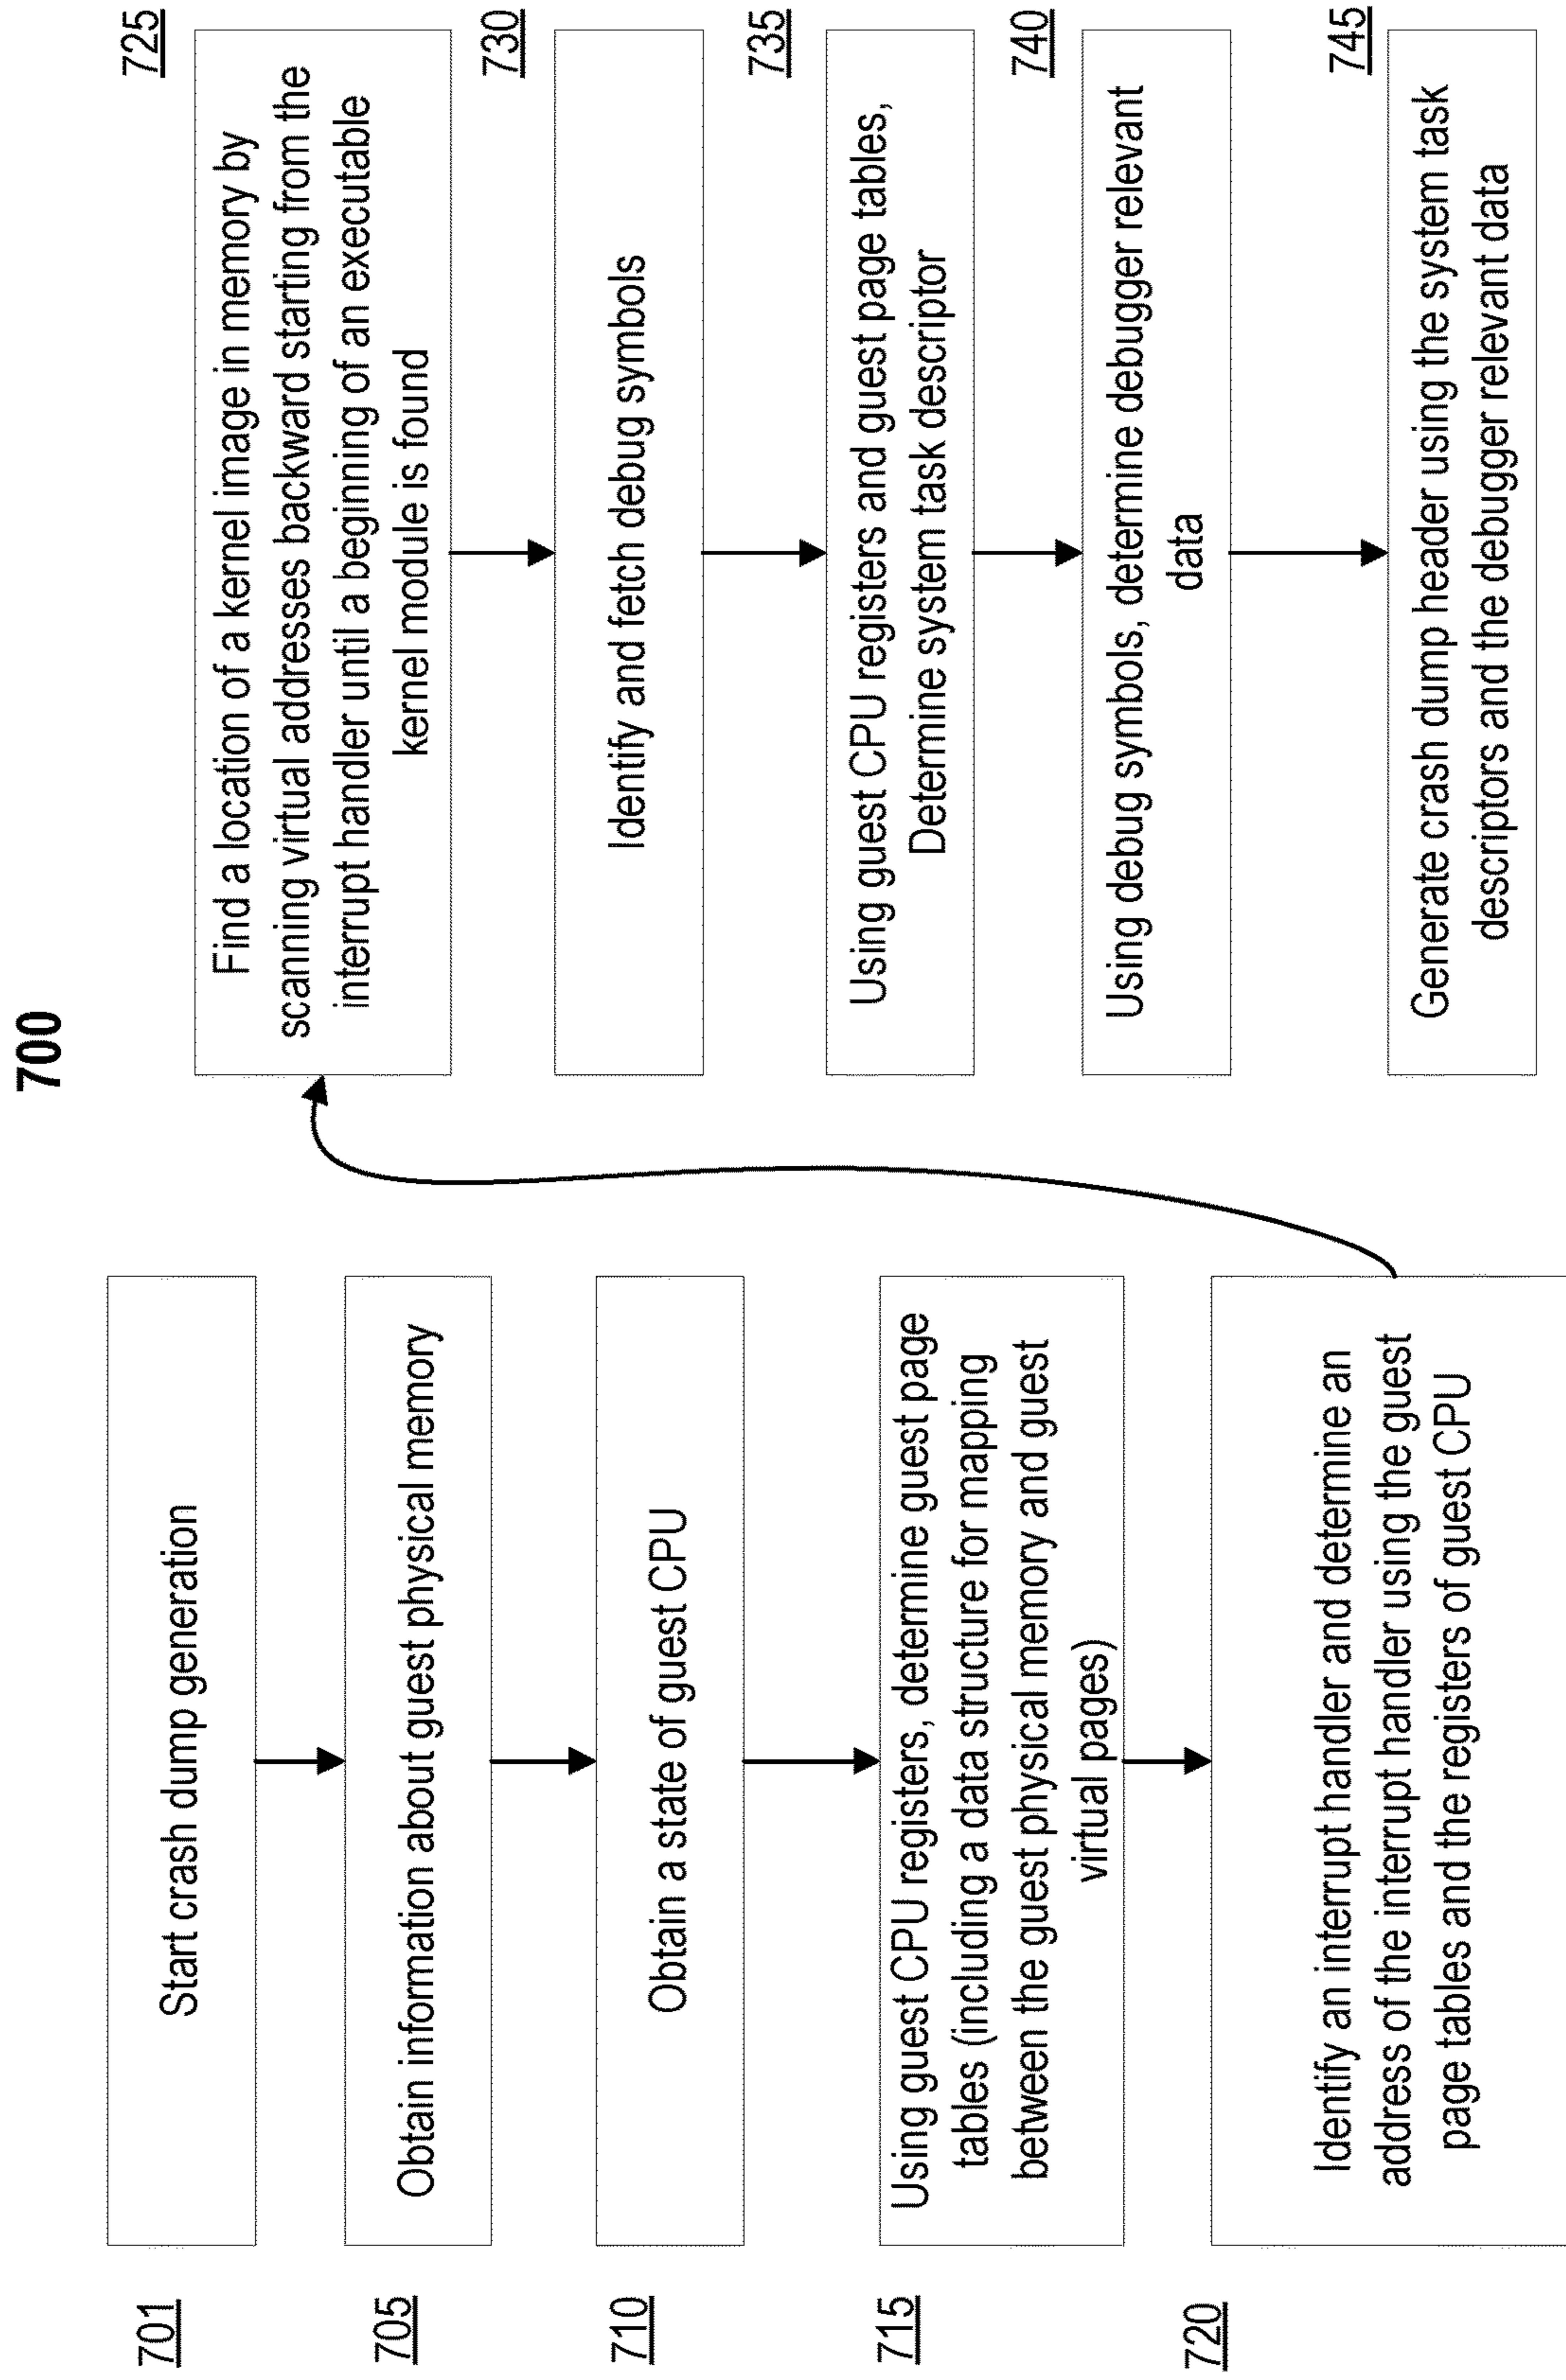 700
701
Start crash dump generation
705
Obtain information about guest physical memory
710
Obtain a state of guest CPU
715
Using guest CPU registers, determine guest page
tables (including a data structure for mapping
between the guest physical memory and guest
virtual pages)
720
Identify an interrupt handler and determine an
address of the interrupt handler using the guest
page tables and the registers of guest CPU
725
Find a location of a kernel image in memory by
scanning virtual addresses backward starting from the
interrupt handler until a beginning of an executable
kernel module is found
730
Identify and fetch debug symbols
735
Using guest CPU registers and guest page tables,
Determine system task descriptor
740
Using debug symbols, determine debugger relevant
data
745
Generate crash dump header using the system task
descriptors and the debugger relevant data